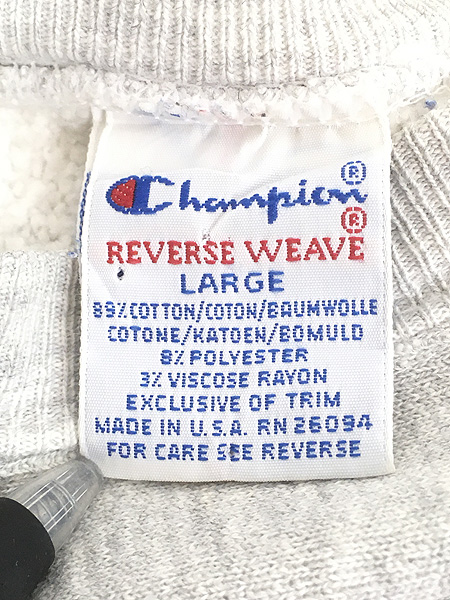 Champion®
REVERSE WEAVE®
LARGE
89% COTTON/COTON/BAUMWOLLE
COTONE/KATOEN/BOMULD
8% POLYESTER
3% VISCOSE RAYON
EXCLUSIVE OF TRIM
MADE IN U.S.A. RN 26094
FOR CARE SEE REVERSE